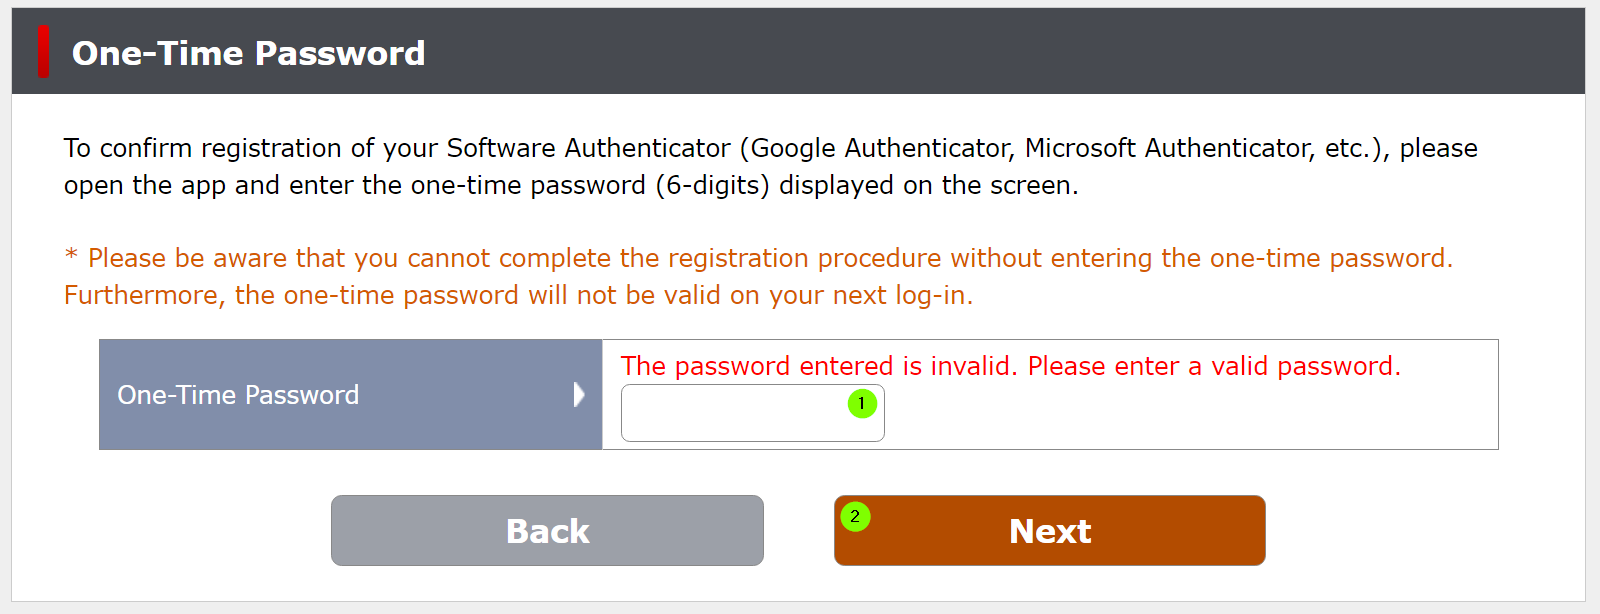 One-Time Password
To confirm registration of your Software Authenticator (Google Authenticator, Microsoft Authenticator, etc.), please
open the app and enter the one-time password (6-digits) displayed on the screen.
* Please be aware that you cannot complete the registration procedure without entering the one-time password.
Furthermore, the one-time password will not be valid on your next log-in.
One-Time Password
The password entered is invalid. Please enter a valid password.
1
Back
2
Next